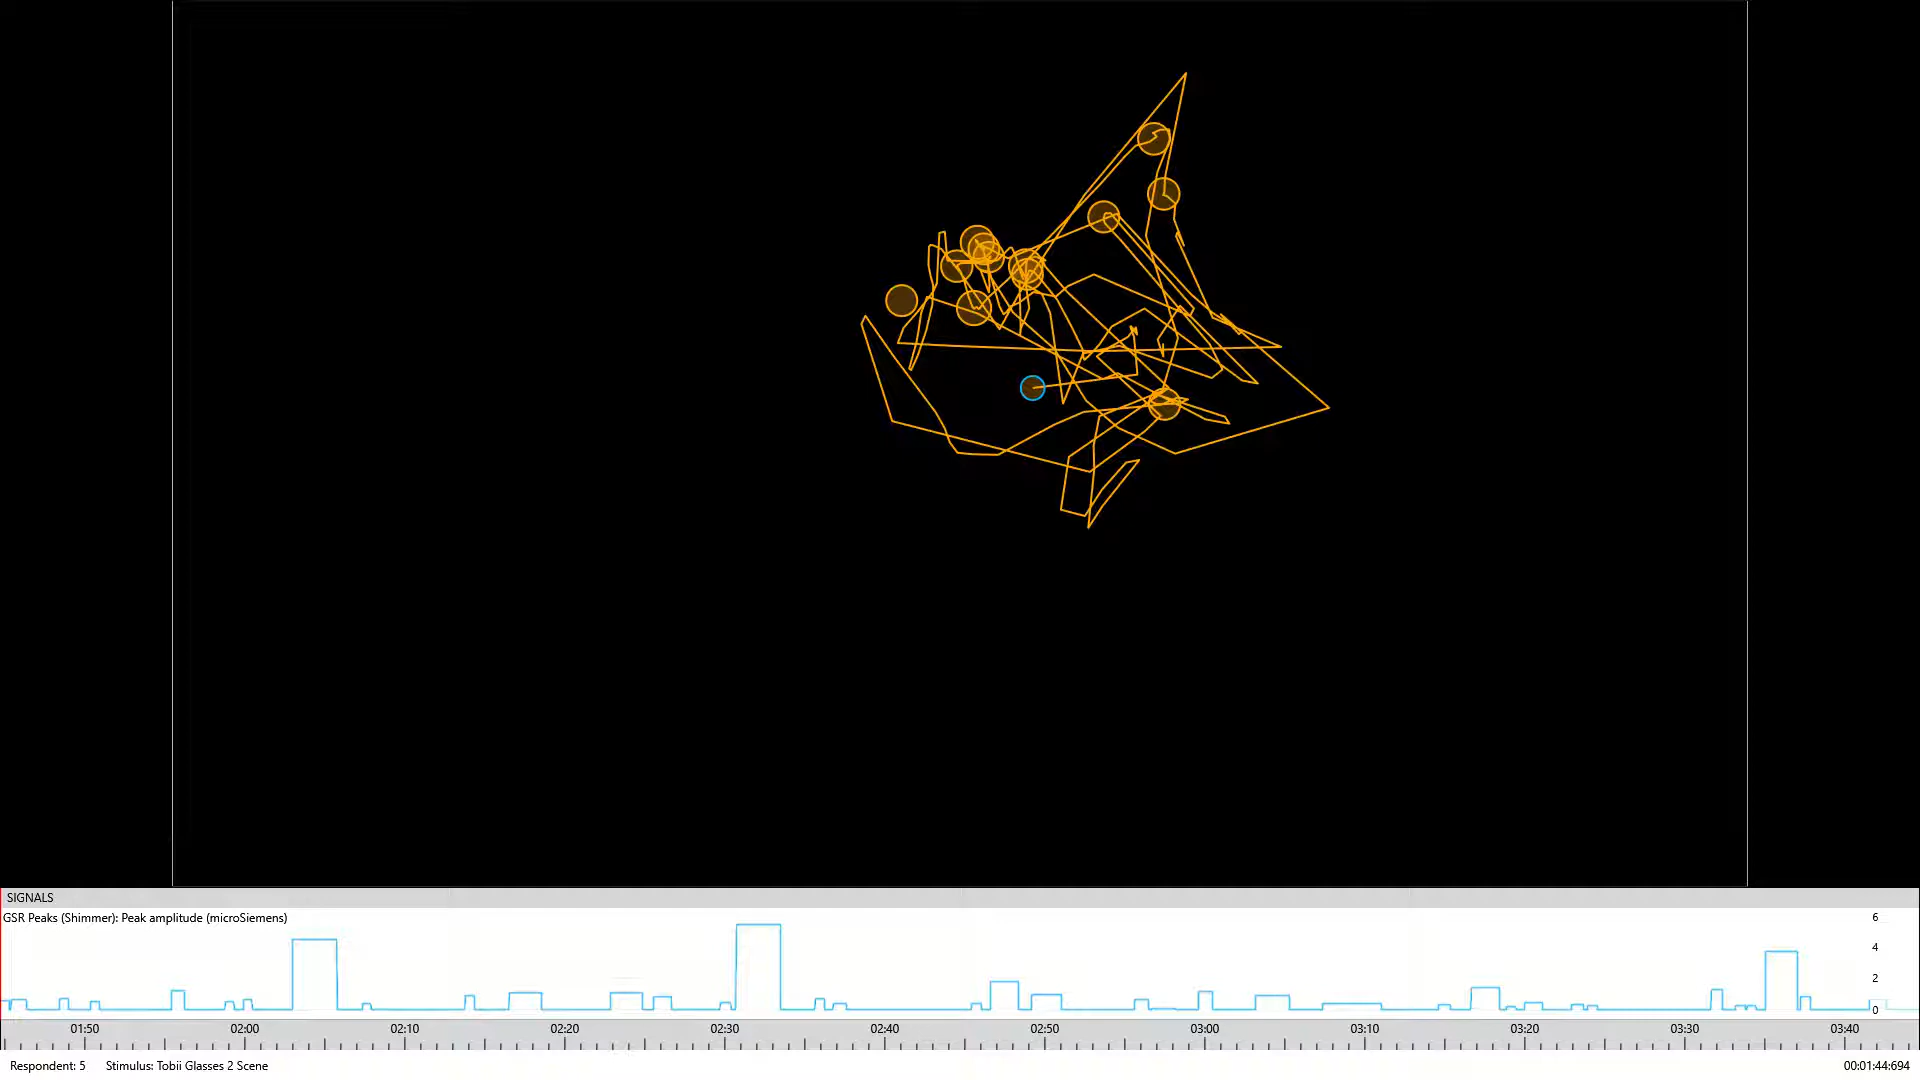 SIGNALS
GSR Peaks (Shimmer): Peak amplitude (microSiemens)
6
4
2
0
01:50 02:00 02:10 02:20 02:30 02:40 02:50 03:00 03:10 03:20 03:30 03:40
Respondent: 5 Stimulus: Tobii Glasses 2 Scene 00:01:44:694